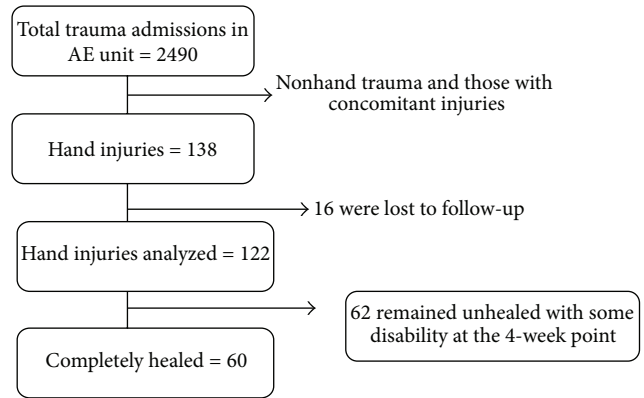 Total trauma admissions in
AE unit = 2490
Nonhand trauma and those with
concomitant injuries
Hand injuries = 138
16 were lost to follow-up
Hand injuries analyzed = 122
62 remained unhealed with some
disability at the 4-week point
Completely healed = 60